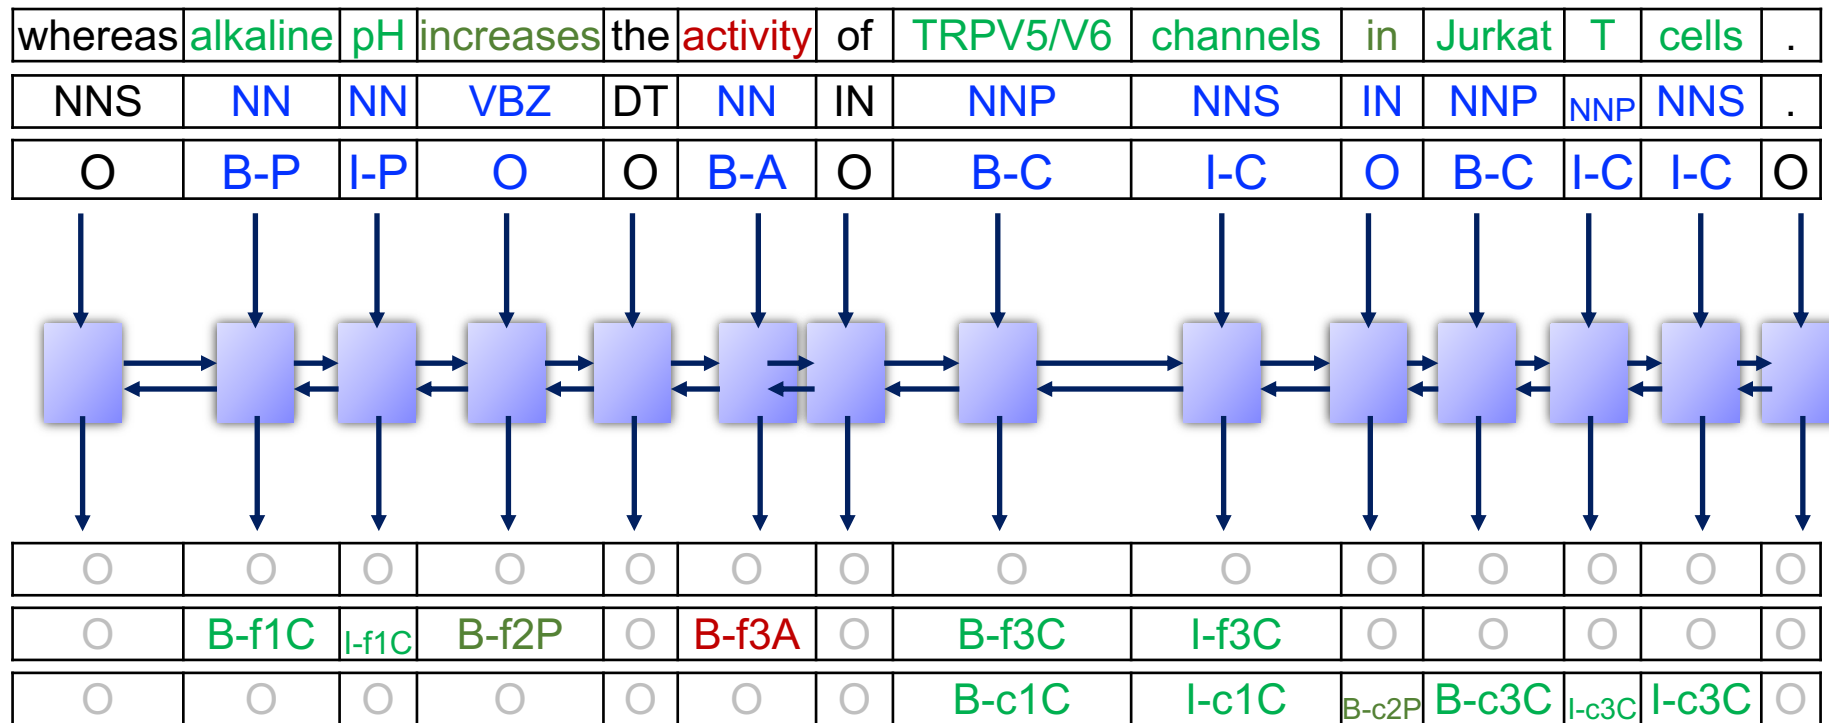 whereas alkaline pH increases the activity of TRPV5/V6 channels in Jurkat T cells .
NNS NN NN VBZ DT NN IN NNP NNS IN NNP NNP NNS .
O B-P I-P O O B-A O B-C I-C O B-C I-C I-C O
O O O O O O O O O O O O O O
O B-f1C I-f1C B-f2P O B-f3A O B-f3C I-f3C O O O O O
O O O O O O O B-c1C I-c1C B-c2P B-c3C I-c3C I-c3C O